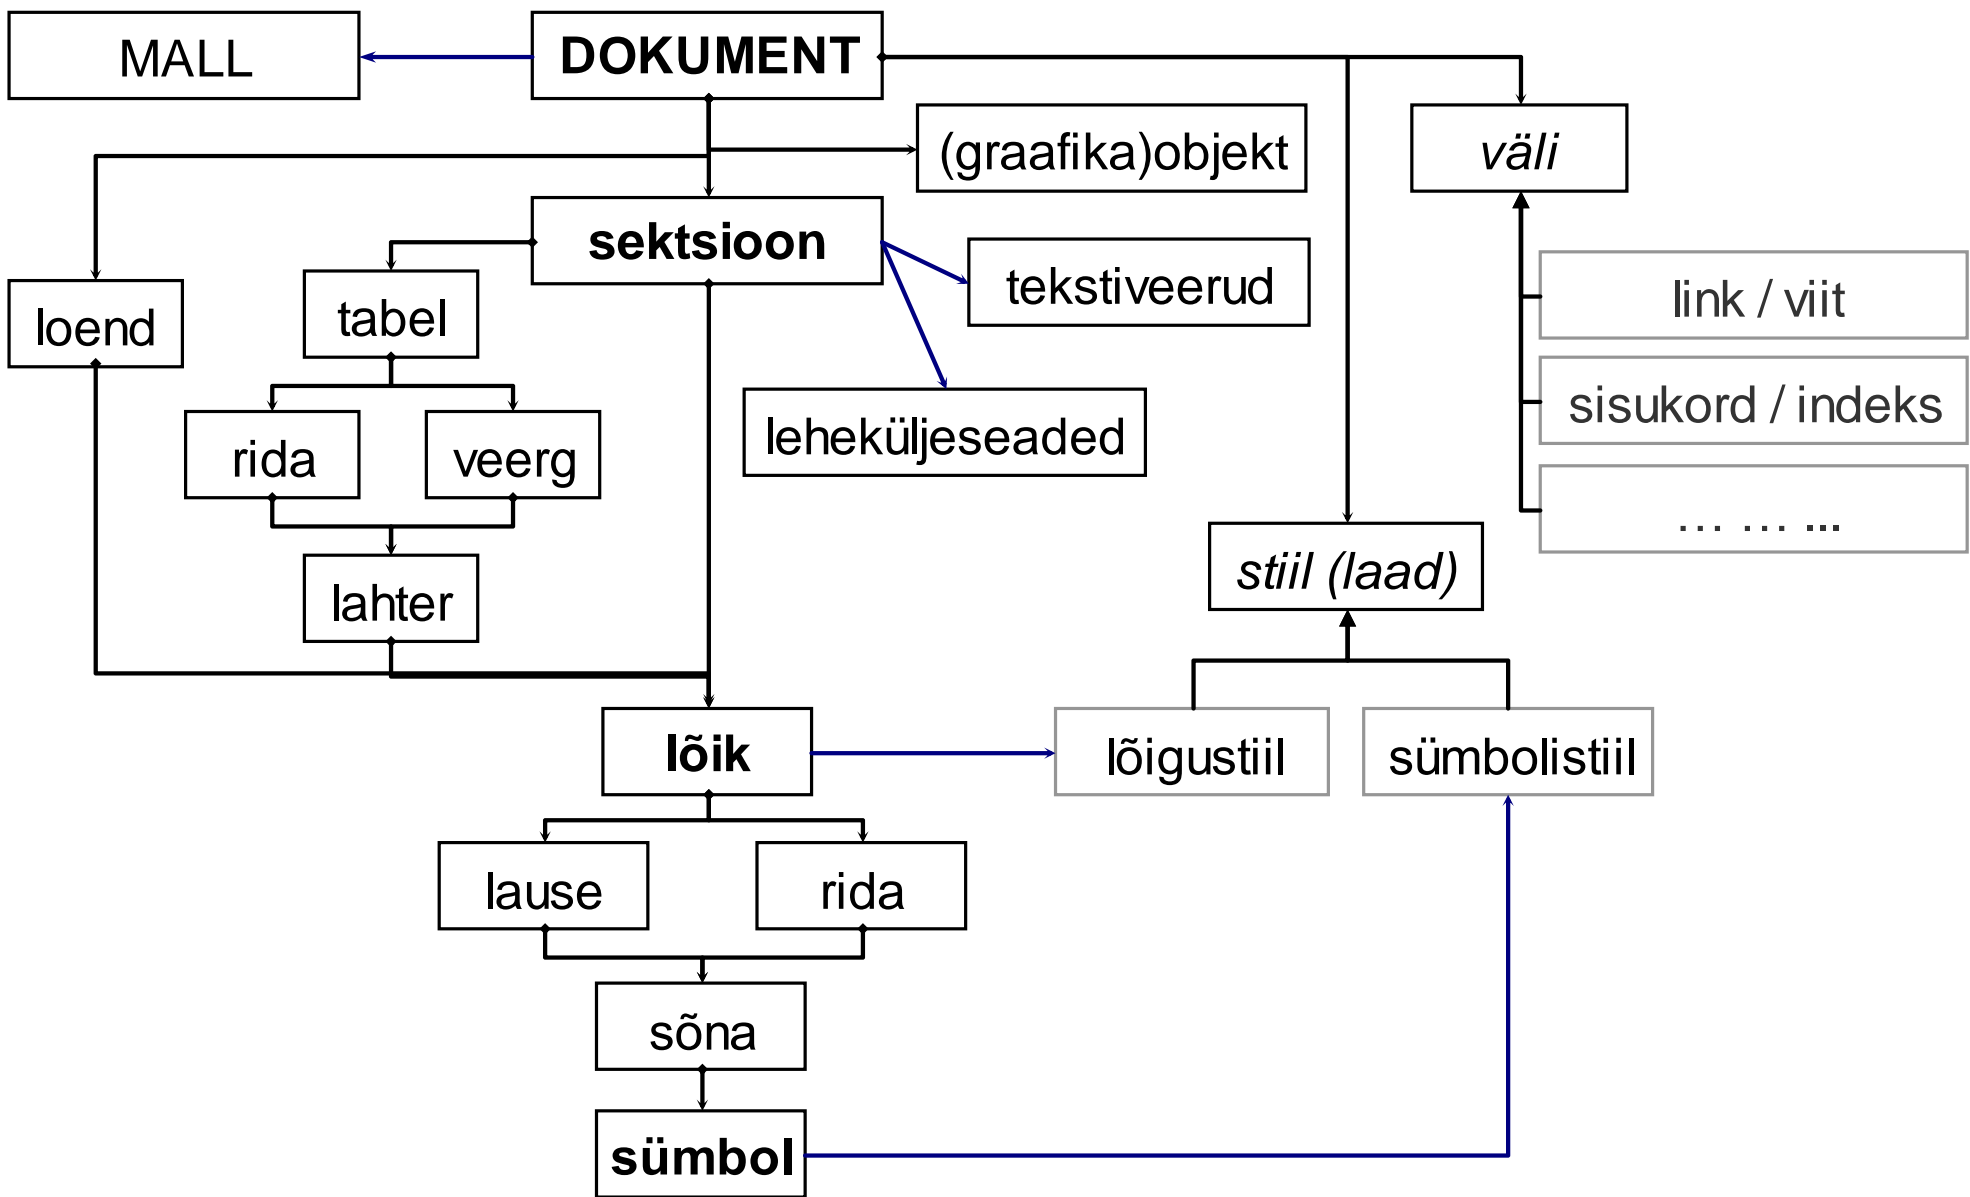 MALL
DOKUMENT
(graafika)objekt
väli
sektsioon
tekstiveerud
link / viit
loend
tabel
sisukord / indeks
leheküljeseaded
rida
veerg
… … ...
stiil (laad)
lahter
lõik
lõigustiil
sümbolistiil
lause
rida
sõna
sümbol